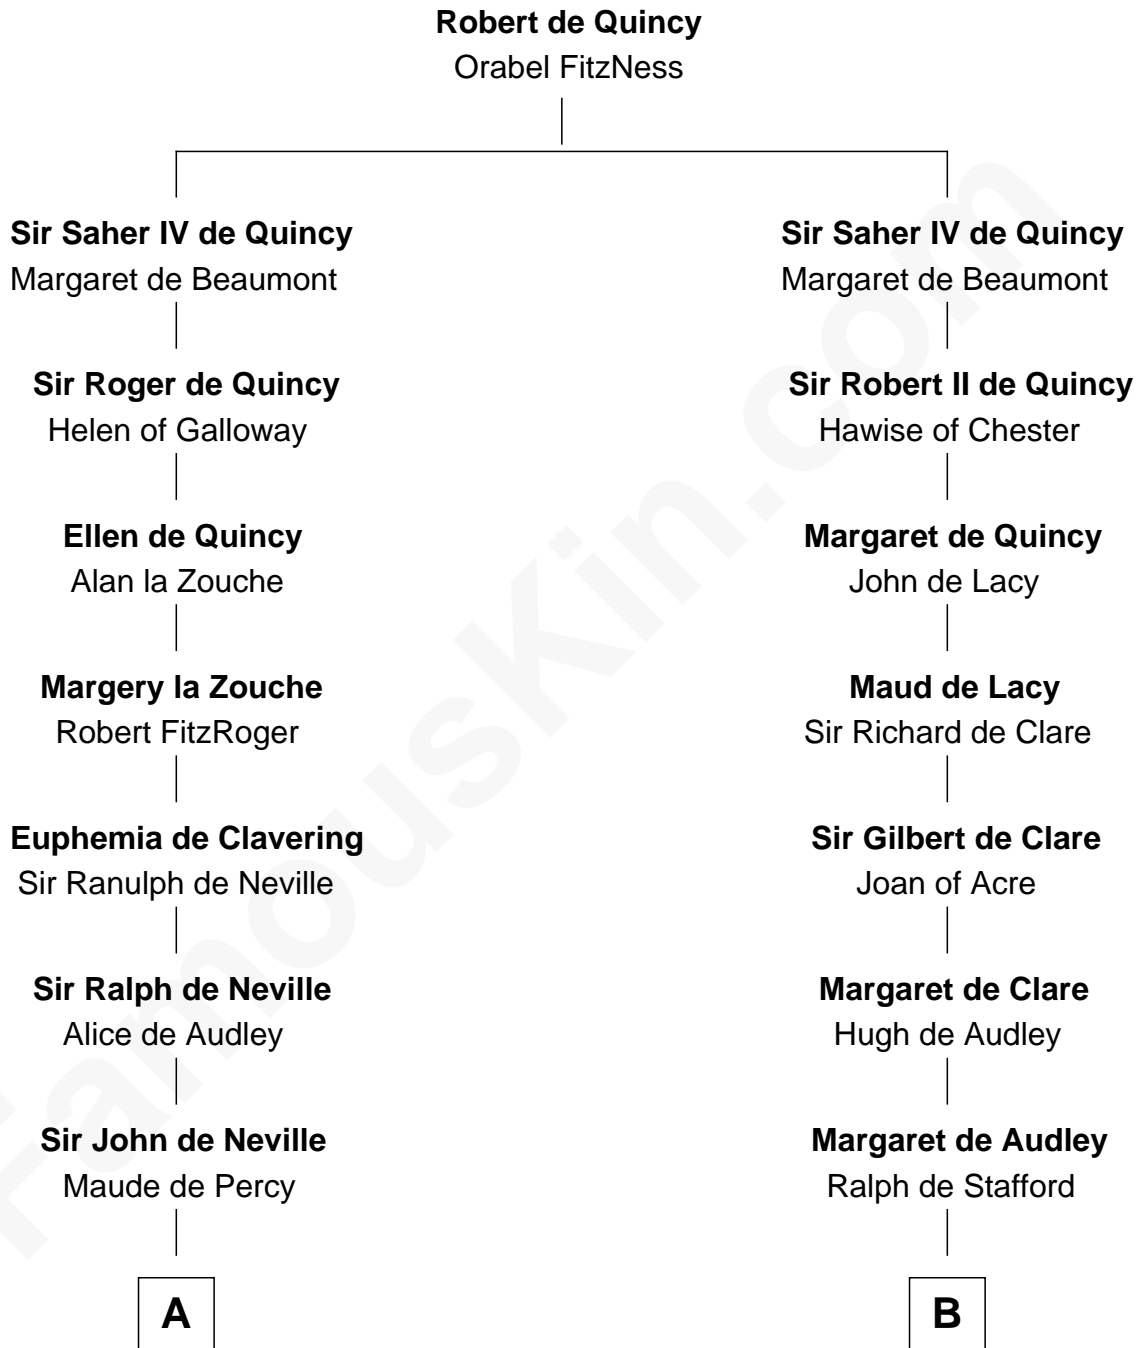 Robert de Quincy
Orabel FitzNess
Sir Saher IV de Quincy
Margaret de Beaumont
Sir Saher IV de Quincy
Margaret de Beaumont
Sir Roger de Quincy
Helen of Galloway
Sir Robert II de Quincy
Hawise of Chester
Ellen de Quincy
Alan la Zouche
Margaret de Quincy
John de Lacy
Margery la Zouche
Robert FitzRoger
Maud de Lacy
Sir Richard de Clare
Euphemia de Clavering
Sir Ranulph de Neville
Sir Gilbert de Clare
Joan of Acre
Sir Ralph de Neville
Alice de Audley
Margaret de Clare
Hugh de Audley
Sir John de Neville
Maude de Percy
Margaret de Audley
Ralph de Stafford
A
B
FamousKin.com